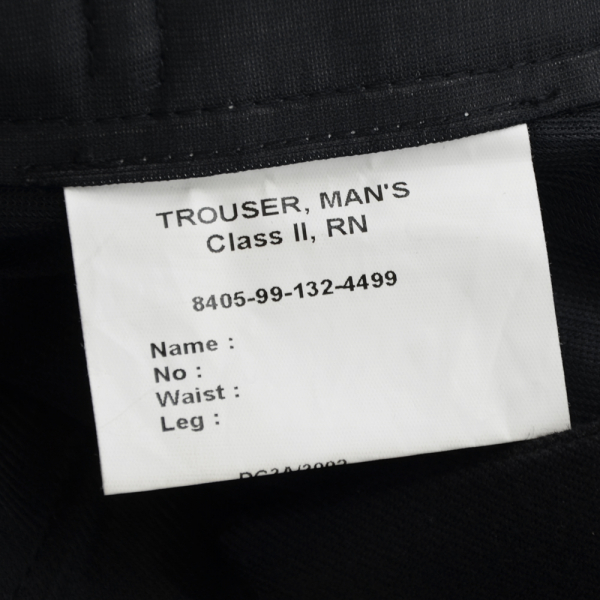 TROUSER, MAN'S
Class II, RN
8405-99-132-4499
Name :
No :
Waist :
Leg :